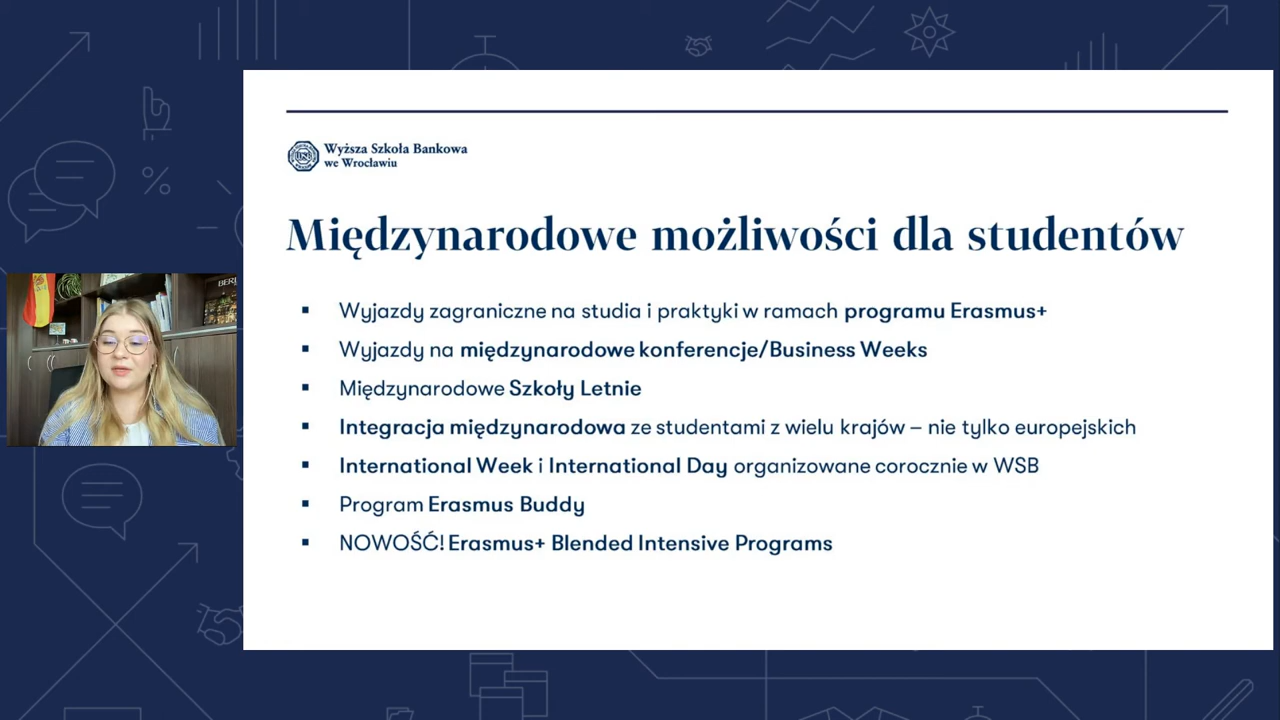 Wyższa Szkoła Bankowa
we Wrocławiu
Międzynarodowe możliwości dla studentów
▪ Wyjazdy zagraniczne na studia i praktyki w ramach programu Erasmus+
▪ Wyjazdy na międzynarodowe konferencje/Business Weeks
▪ Międzynarodowe Szkoły Letnie
▪ Integracja międzynarodowa ze studentami z wielu krajów – nie tylko europejskich
▪ International Week i International Day organizowane corocznie w WSB
▪ Program Erasmus Buddy
▪ NOWOŚĆ! Erasmus+ Blended Intensive Programs